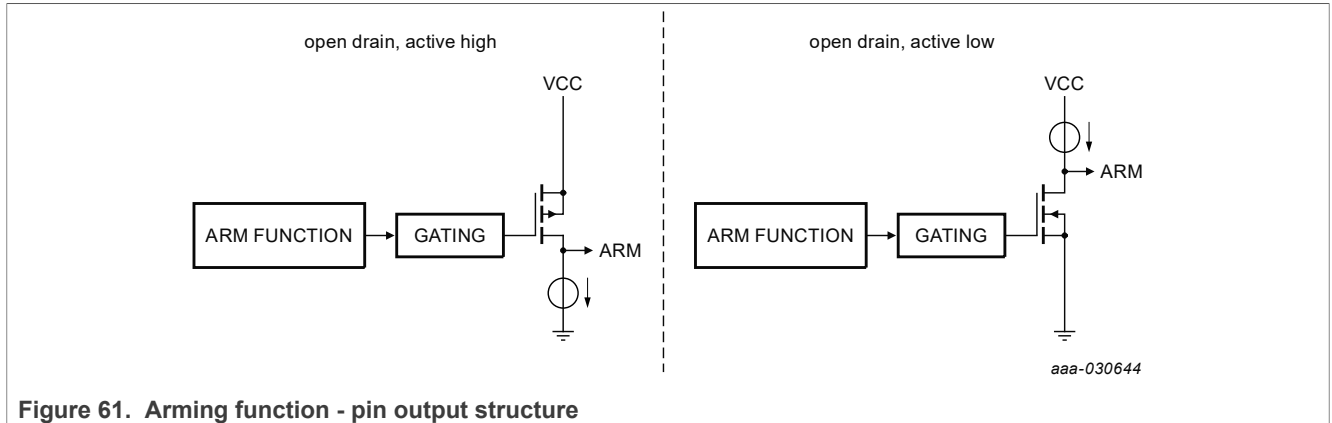 open drain, active high
VCC
ARM FUNCTION
GATING
ARM
open drain, active low
VCC
ARM
ARM FUNCTION
GATING
aaa-030644
Figure 61. Arming function - pin output structure